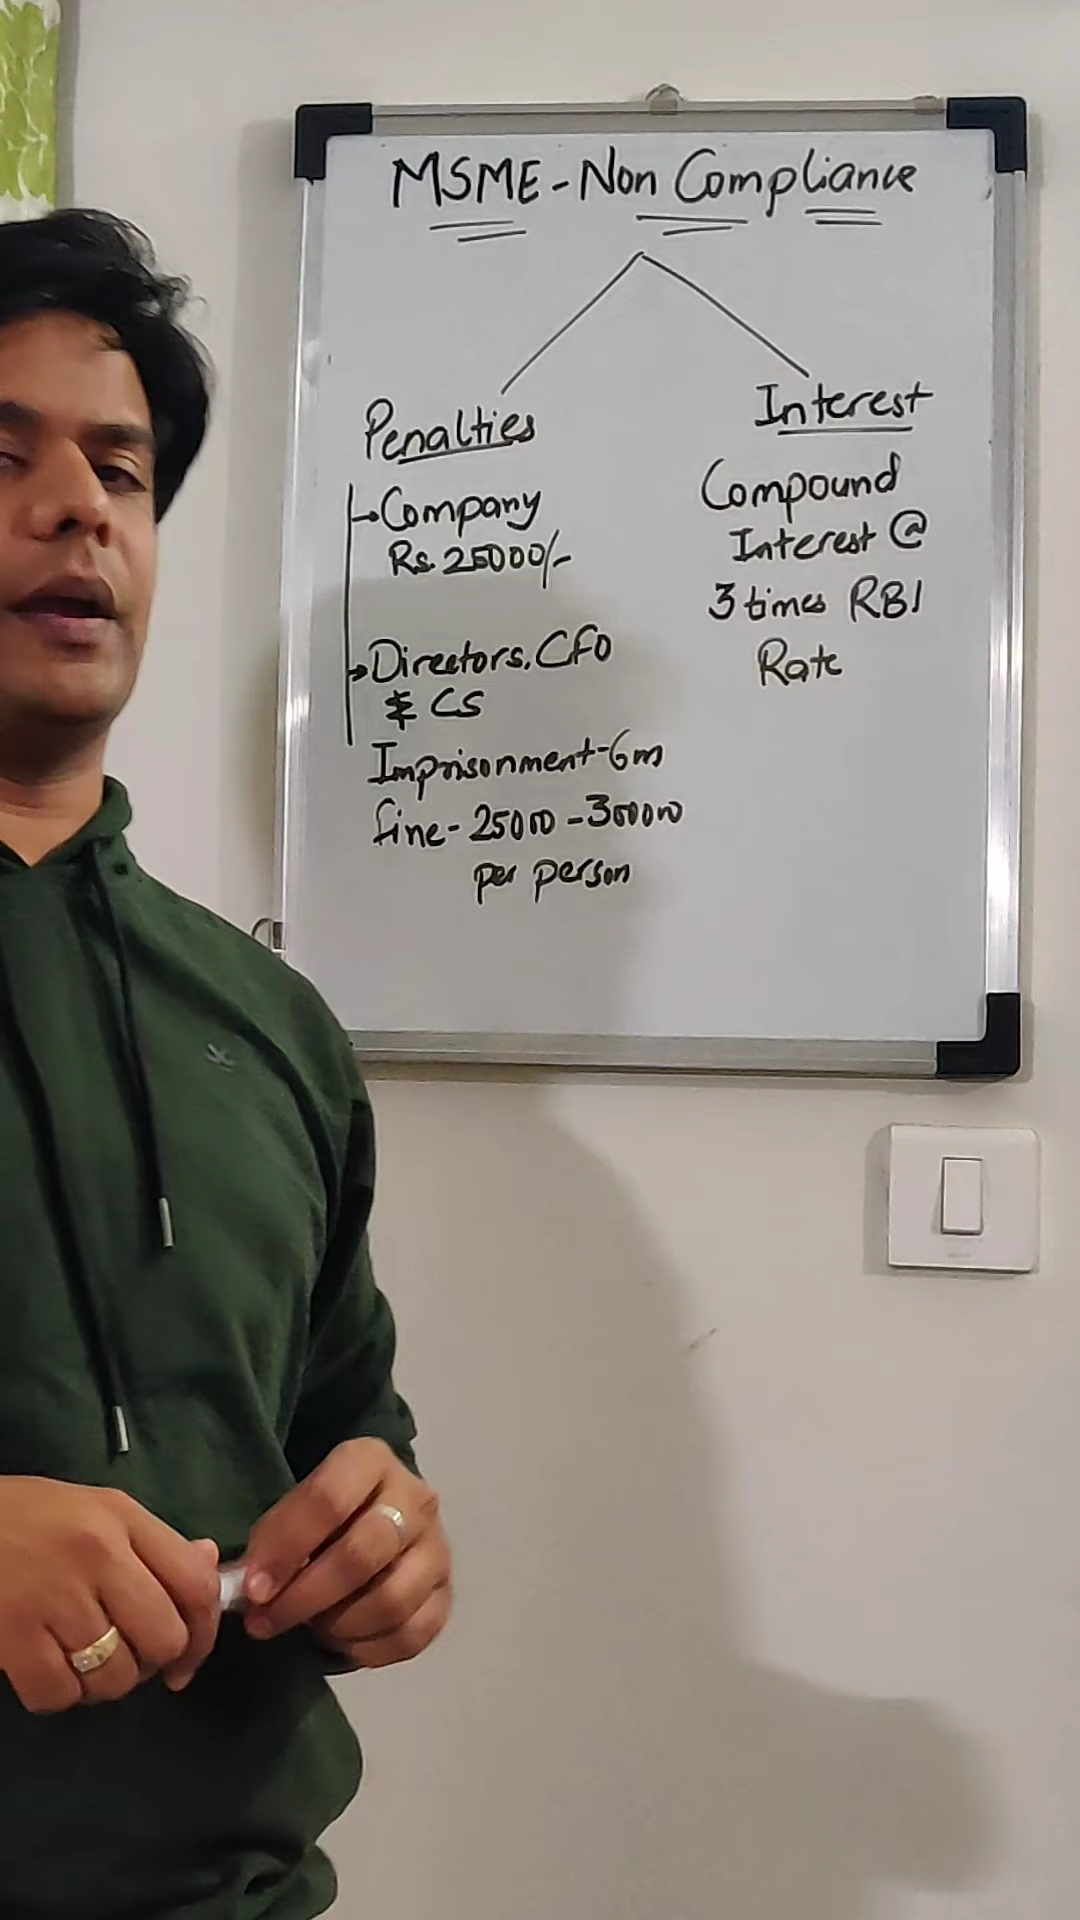 MSME - Non Compliance
Penalties
Company
Rs. 25000/-
Directors, CFO
& CS
Imprisonment - 6m
fine - 25000 - 300000
per person
Interest
Compound
Interest @
3 times RBI
Rate